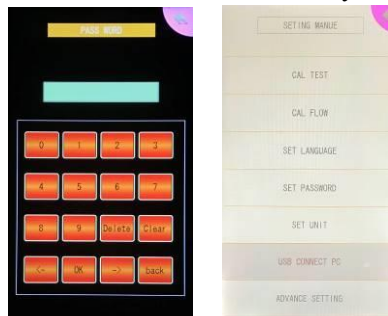 PASS WORD
0 1 2 3
4 5 6 7
8 9 Delete Clear
<- OK -> back
SETING MANUE
CAL TEST
CAL FLOW
SET LANGUAGE
SET PASSWORD
SET UNIT
USB CONNECT PC
ADVANCE SETTING